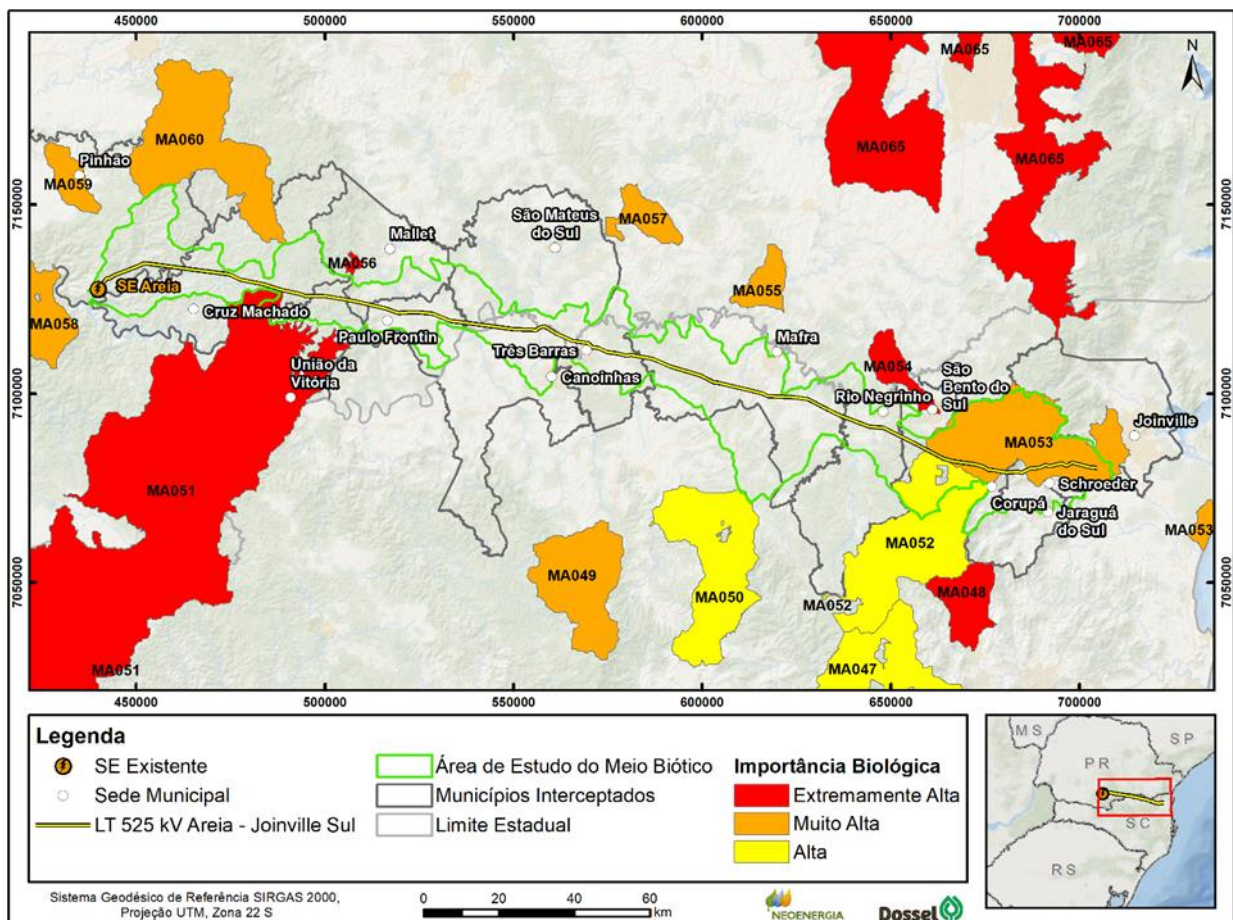 450000 500000 550000 600000 650000 700000
N
MA065
MA065
MA060
MA065
MA065
Pinhão
MA059
7150000
7150000
São Mateus
do Sul
MA057
Mallet
MA056
SE Areia
MA055
MA058
Cruz Machado
Paulo Frontin
Mafra
Três Barras
MA054
São
Bento do
Sul
União da
Vitória
Canoinhas
Rio Negrinho
7100000
7100000
Joinville
MA053
Schroeder
Corupá
Jaraguá
do Sul
MA051
MA052
MA053
MA049
MA050
MA048
MA052
7050000
7050000
MA051
MA047
450000 500000 550000 600000 650000 700000
Legenda
SE Existente
Sede Municipal
LT 525 kV Areia - Joinville Sul
Área de Estudo do Meio Biótico
Municípios Interceptados
Limite Estadual
Importância Biológica
Extremamente Alta
Muito Alta
Alta
MS
SP
PR
SC
RS
Sistema Geodésico de Referência SIRGAS 2000,
Projeção UTM, Zona 22 S
0 20 40 60
km
NEOENERGIA
Dossel